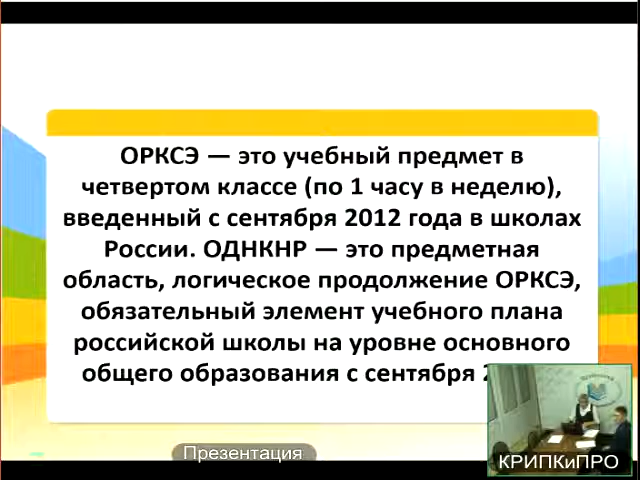 ОРКСЭ — это учебный предмет в
четвертом классе (по 1 часу в неделю),
введенный с сентября 2012 года в школах
России. ОДНКНР — это предметная
область, логическое продолжение ОРКСЭ,
обязательный элемент учебного плана
российской школы на уровне основного
общего образования с сентября
Презентация
КРИПКиПРО